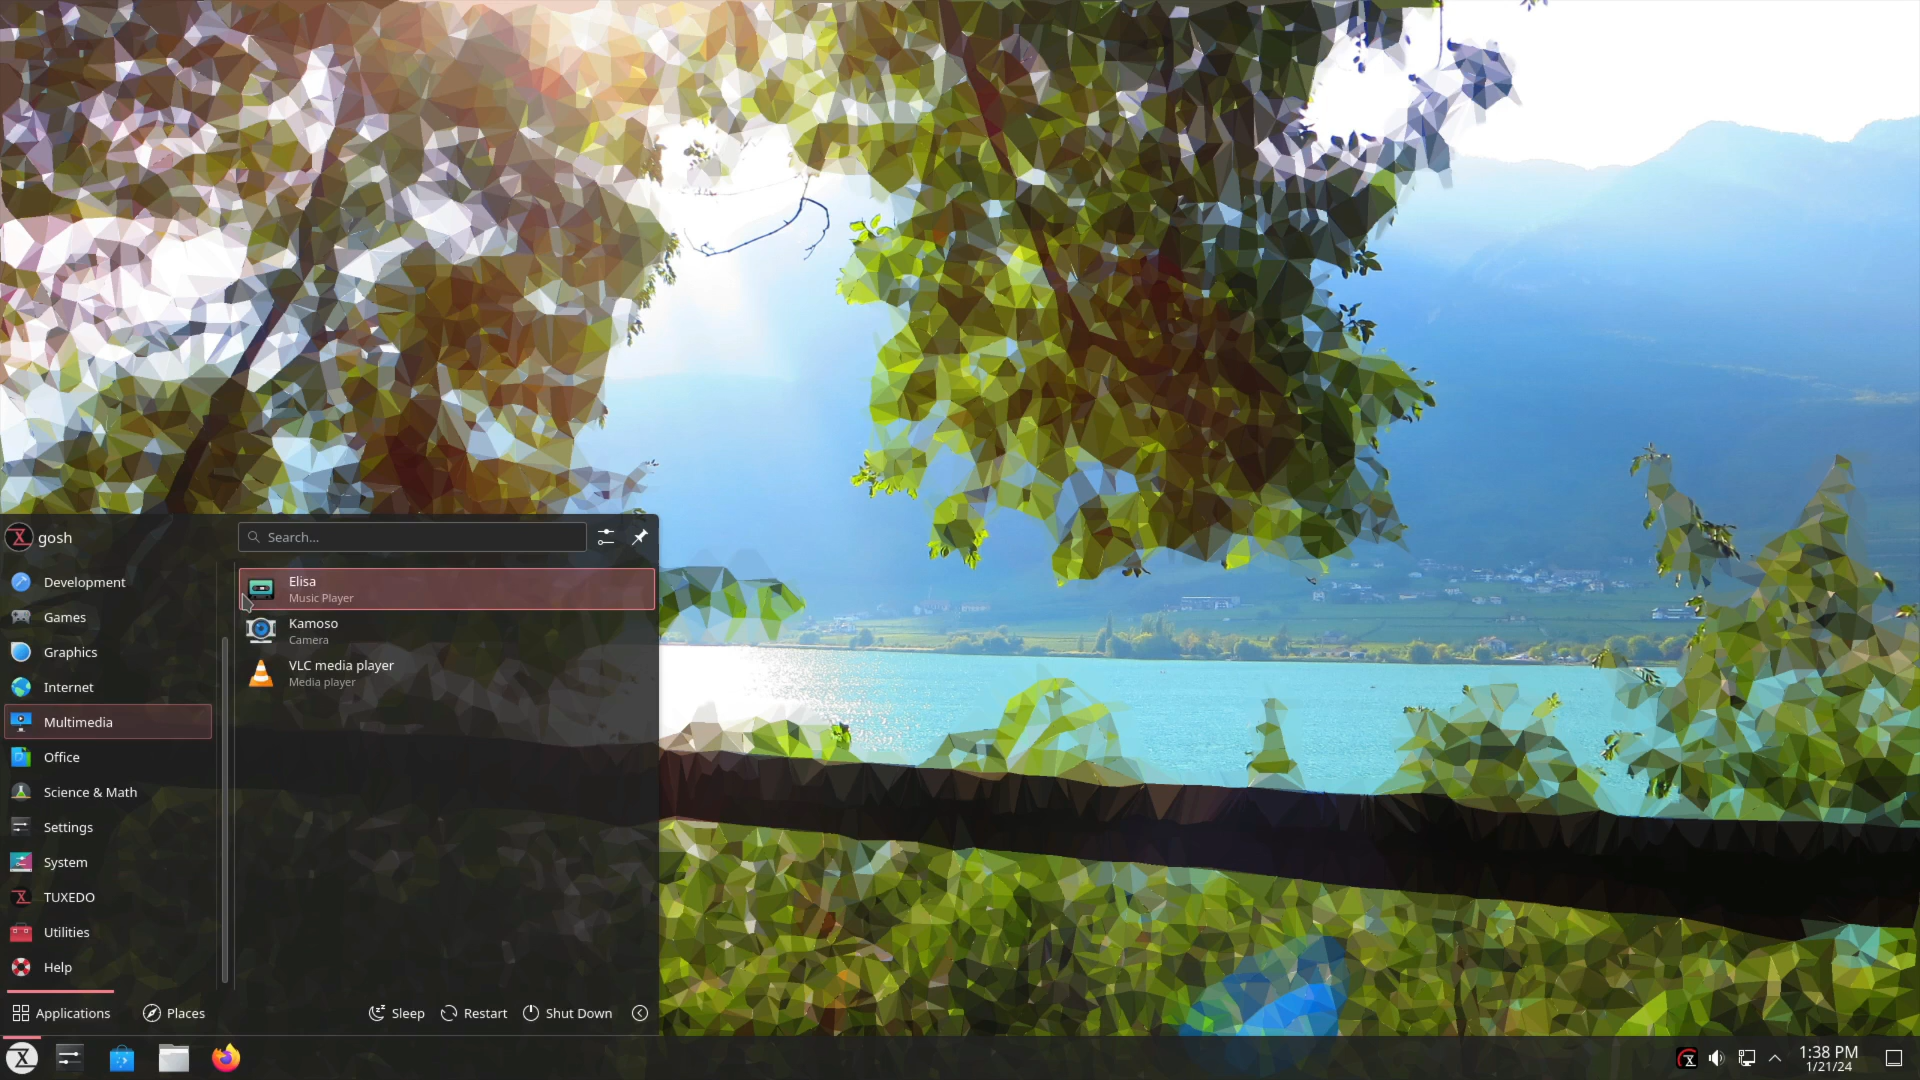 gosh
Search...
Development
Games
Graphics
Internet
Multimedia
Office
Science & Math
Settings
System
TUXEDO
Utilities
Help
Elisa
Music Player
Kamoso
Camera
VLC media player
Media player
Applications
Places
Sleep
Restart
Shut Down
1:38 PM
1/21/24